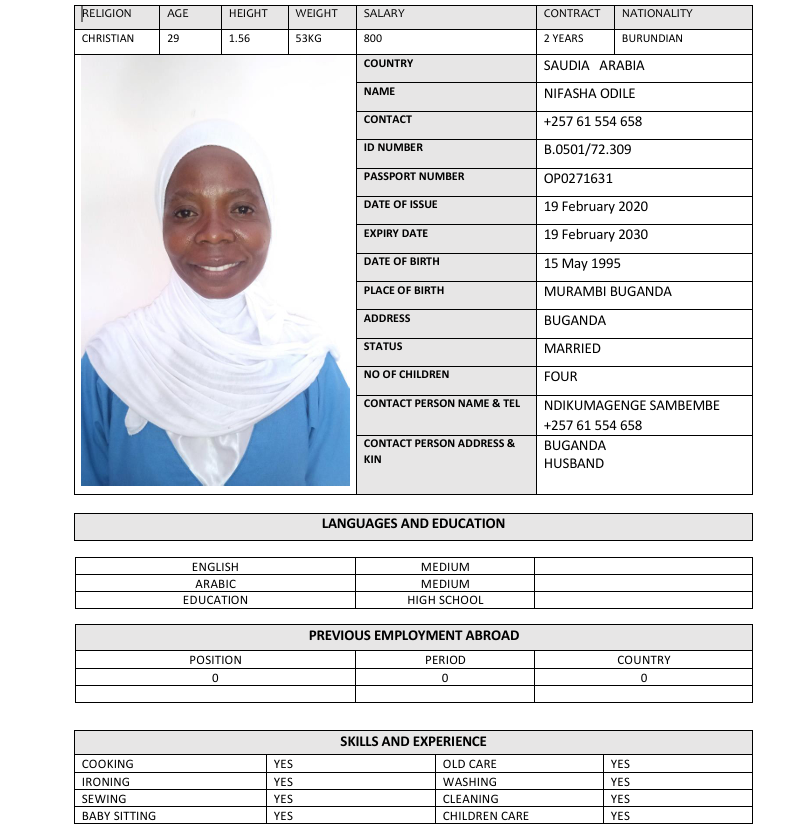 RELIGION AGE HEIGHT WEIGHT SALARY CONTRACT NATIONALITY
CHRISTIAN 29 1.56 53KG 800 2 YEARS BURUNDIAN
COUNTRY SAUDIA ARABIA
NAME NIFASHA ODILE
CONTACT +257 61 554 658
ID NUMBER B.0501/72.309
PASSPORT NUMBER OP0271631
DATE OF ISSUE 19 February 2020
EXPIRY DATE 19 February 2030
DATE OF BIRTH 15 May 1995
PLACE OF BIRTH MURAMBI BUGANDA
ADDRESS BUGANDA
STATUS MARRIED
NO OF CHILDREN FOUR
CONTACT PERSON NAME & TEL NDIKUMAGENGE SAMBEMBE
+257 61 554 658
CONTACT PERSON ADDRESS & BUGANDA
KIN HUSBAND
LANGUAGES AND EDUCATION
ENGLISH MEDIUM
ARABIC MEDIUM
EDUCATION HIGH SCHOOL
PREVIOUS EMPLOYMENT ABROAD
POSITION PERIOD COUNTRY
0 0 0
SKILLS AND EXPERIENCE
COOKING YES OLD CARE YES
IRONING YES WASHING YES
SEWING YES CLEANING YES
BABY SITTING YES CHILDREN CARE YES